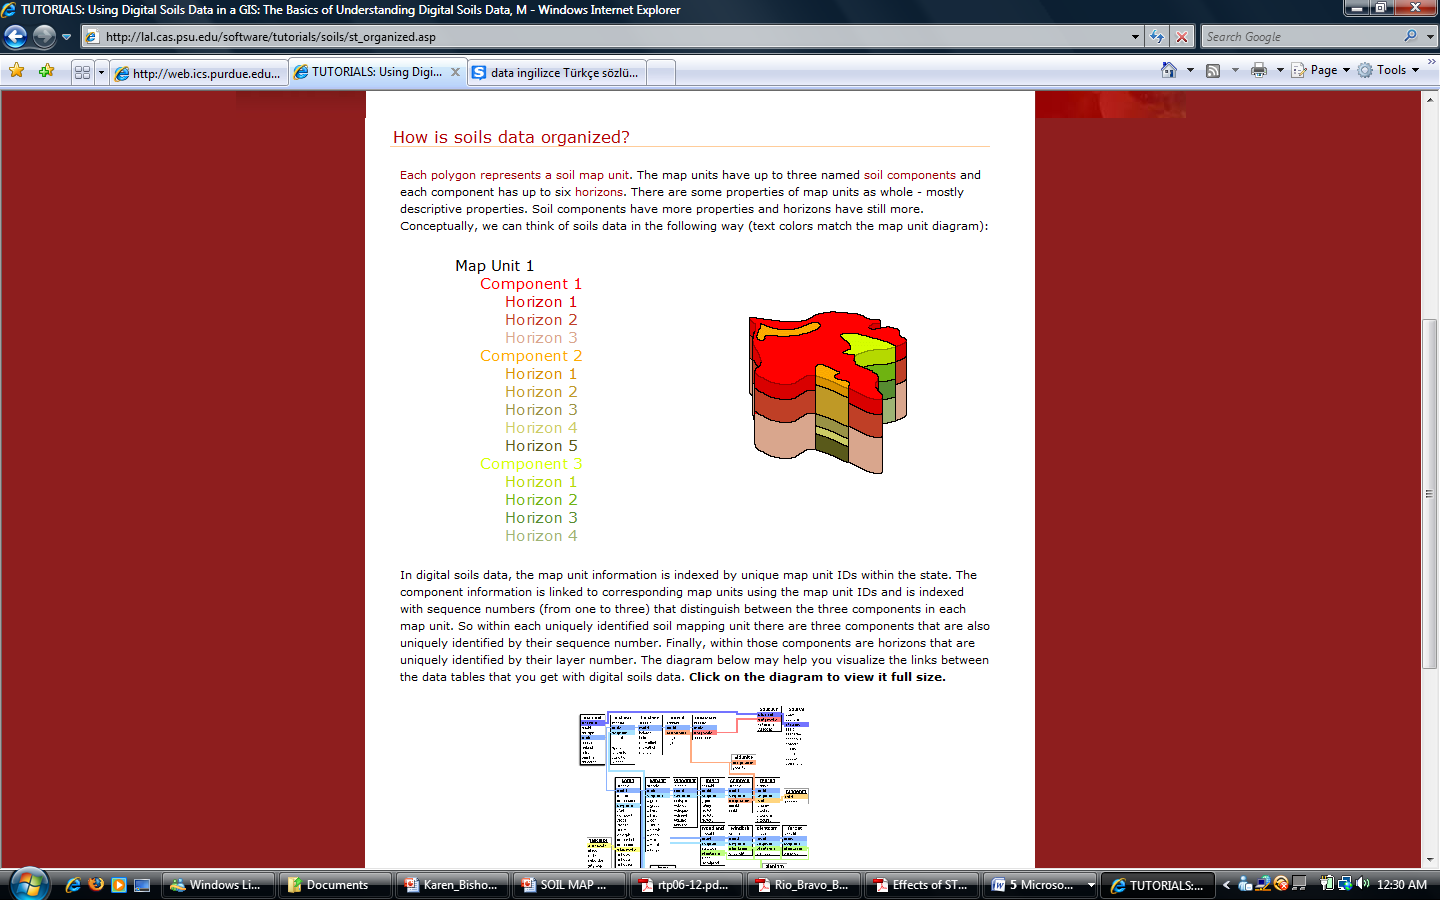 TUTORIALS: Using Digital Soils Data in a GIS: The Basics of Understanding Digital Soils Data, M - Windows Internet Explorer
http://lal.cas.psu.edu/software/tutorials/soils/st_organized.asp
Search Google
http://web.ics.purdue.edu...
TUTORIALS: Using Digi...
data ingilizce Türkçe sözlü...
Page
Tools
How is soils data organized?
Each polygon represents a soil map unit. The map units have up to three named soil components and
each component has up to six horizons. There are some properties of map units as whole - mostly
descriptive properties. Soil components have more properties and horizons have still more.
Conceptually, we can think of soils data in the following way (text colors match the map unit diagram):
Map Unit 1
Component 1
Horizon 1
Horizon 2
Horizon 3
Component 2
Horizon 1
Horizon 2
Horizon 3
Horizon 4
Horizon 5
Component 3
Horizon 1
Horizon 2
Horizon 3
Horizon 4
In digital soils data, the map unit information is indexed by unique map unit IDs within the state. The
component information is linked to corresponding map units using the map unit IDs and is indexed
with sequence numbers (from one to three) that distinguish between the three components in each
map unit. So within each uniquely identified soil mapping unit there are three components that are also
uniquely identified by their sequence number. Finally, within those components are horizons that are
uniquely identified by their layer number. The diagram below may help you visualize the links between
the data tables that you get with digital soils data. Click on the diagram to view it full size.
Windows Li...
Documents
Karen_Bisho...
SOIL MAP ...
rtp06-12.pd...
Rio_Bravo_B...
Effects of ST...
5 Microso...
TUTORIALS:...
12:30 AM